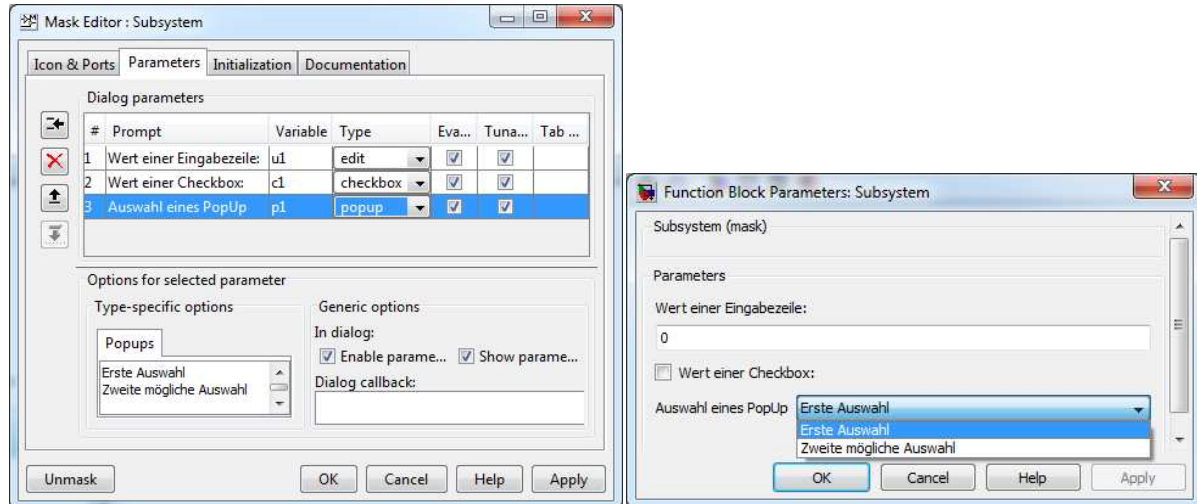 Mask Editor : Subsystem
Icon & Ports Parameters Initialization Documentation
Dialog parameters
# Prompt Variable Type Eva... Tuna... Tab ...
1 Wert einer Eingabezeile: u1 edit
2 Wert einer Checkbox: c1 checkbox
3 Auswahl eines PopUp p1 popup
Options for selected parameter
Type-specific options
Popups
Erste Auswahl
Zweite mögliche Auswahl
Generic options
In dialog:
Enable parame... Show parame...
Dialog callback:
Unmask OK Cancel Help Apply
Function Block Parameters: Subsystem
Subsystem (mask)
Parameters
Wert einer Eingabezeile:
0
Wert einer Checkbox:
Auswahl eines PopUp Erste Auswahl
Erste Auswahl
Zweite mögliche Auswahl
OK Cancel Help Apply